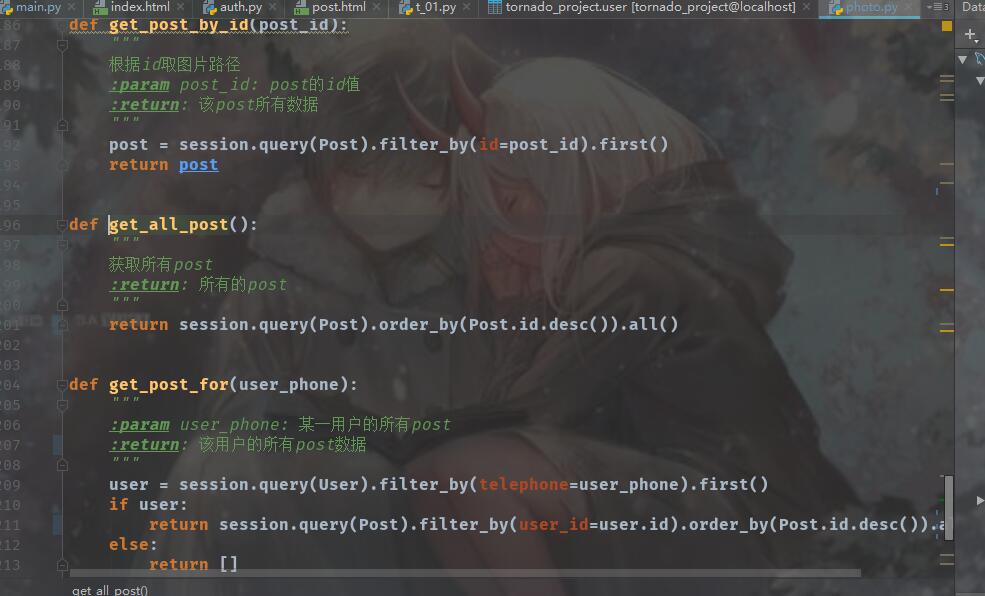 main.py index.html auth.py post.html t_01.py tornado_project.user [tornado_project@localhost] photo.py Data
def get_post_by_id(post_id):
187 """
188 根据id取图片路径
189 :param post_id: post的id值
190 :return: 该post所有数据
191 """
192 post = session.query(Post).filter_by(id=post_id).first()
193 return post
194
195
196 def get_all_post():
197 """
198 获取所有post
199 :return: 所有的post
200 """
201 return session.query(Post).order_by(Post.id.desc()).all()
202
203
204 def get_post_for(user_phone):
205 """
206 :param user_phone: 某一用户的所有post
207 :return: 该用户的所有post数据
208 """
209 user = session.query(User).filter_by(telephone=user_phone).first()
210 if user:
211 return session.query(Post).filter_by(user_id=user.id).order_by(Post.id.desc()).a
212 else:
213 return []
get_all_post()